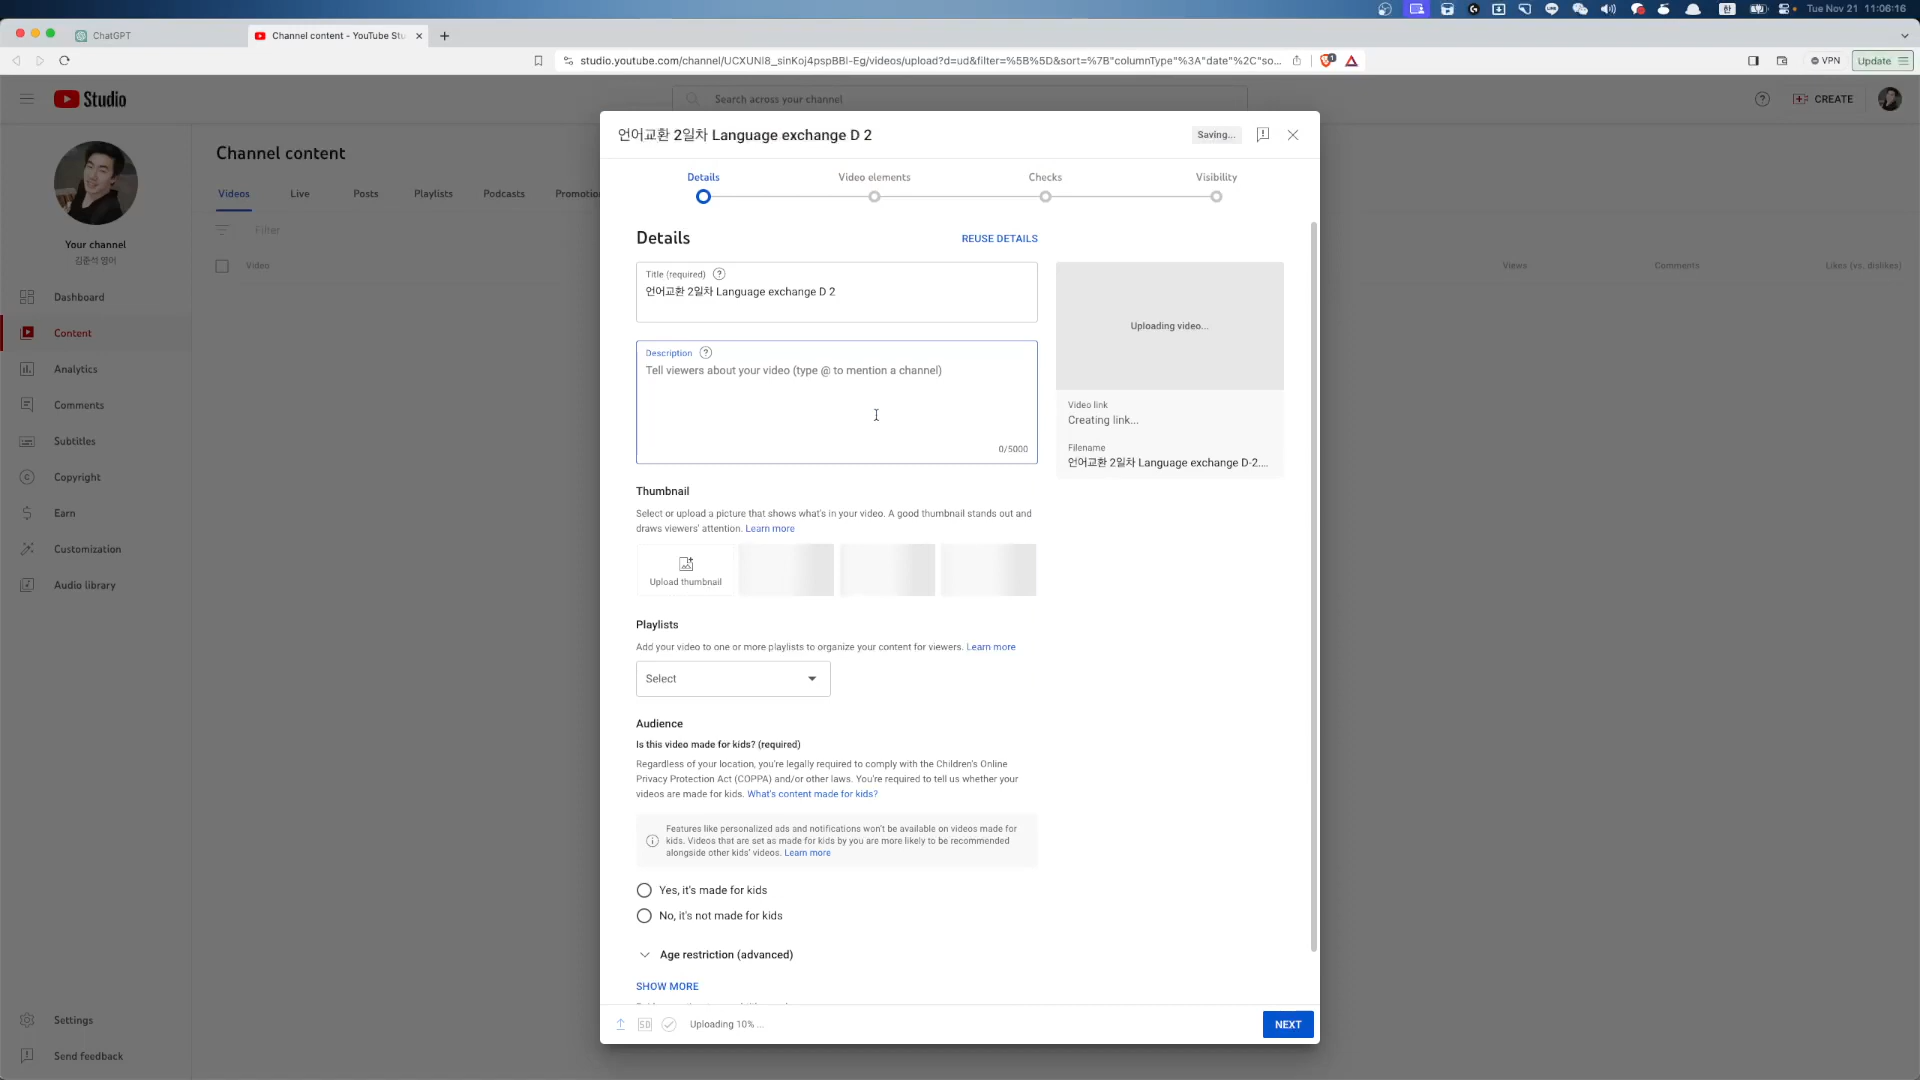 Tue Nov 21 11:06:16
ChatGPT
Channel content - YouTube Stu
studio.youtube.com/channel/UCXUNI8_sinKoj4pspBBl-Eg/videos/upload?d=ud&filter=%5B%5D&sort=%7B"columnType"%3A"date"%2C"so...
VPN
Update
Studio
Search across your channel
CREATE
Your channel
김준석 영어
Dashboard
Content
Analytics
Comments
Subtitles
Copyright
Earn
Customization
Audio library
Settings
Send feedback
Channel content
Videos Live Posts Playlists Podcasts Promotion
Filter
Video
Views Comments Likes (vs. dislikes)
언어교환 2일차 Language exchange D 2
Saving...
Details Video elements Checks Visibility
Details
REUSE DETAILS
Title (required)
언어교환 2일차 Language exchange D 2
Description
Tell viewers about your video (type @ to mention a channel)
0/5000
Uploading video...
Video link
Creating link...
Filename
언어교환 2일차 Language exchange D-2....
Thumbnail
Select or upload a picture that shows what's in your video. A good thumbnail stands out and
draws viewers' attention. Learn more
Upload thumbnail
Playlists
Add your video to one or more playlists to organize your content for viewers. Learn more
Select
Audience
Is this video made for kids? (required)
Regardless of your location, you're legally required to comply with the Children's Online
Privacy Protection Act (COPPA) and/or other laws. You're required to tell us whether your
videos are made for kids. What's content made for kids?
Features like personalized ads and notifications won't be available on videos made for
kids. Videos that are set as made for kids by you are more likely to be recommended
alongside other kids' videos. Learn more
Yes, it's made for kids
No, it's not made for kids
Age restriction (advanced)
SHOW MORE
SD
Uploading 10% ...
NEXT